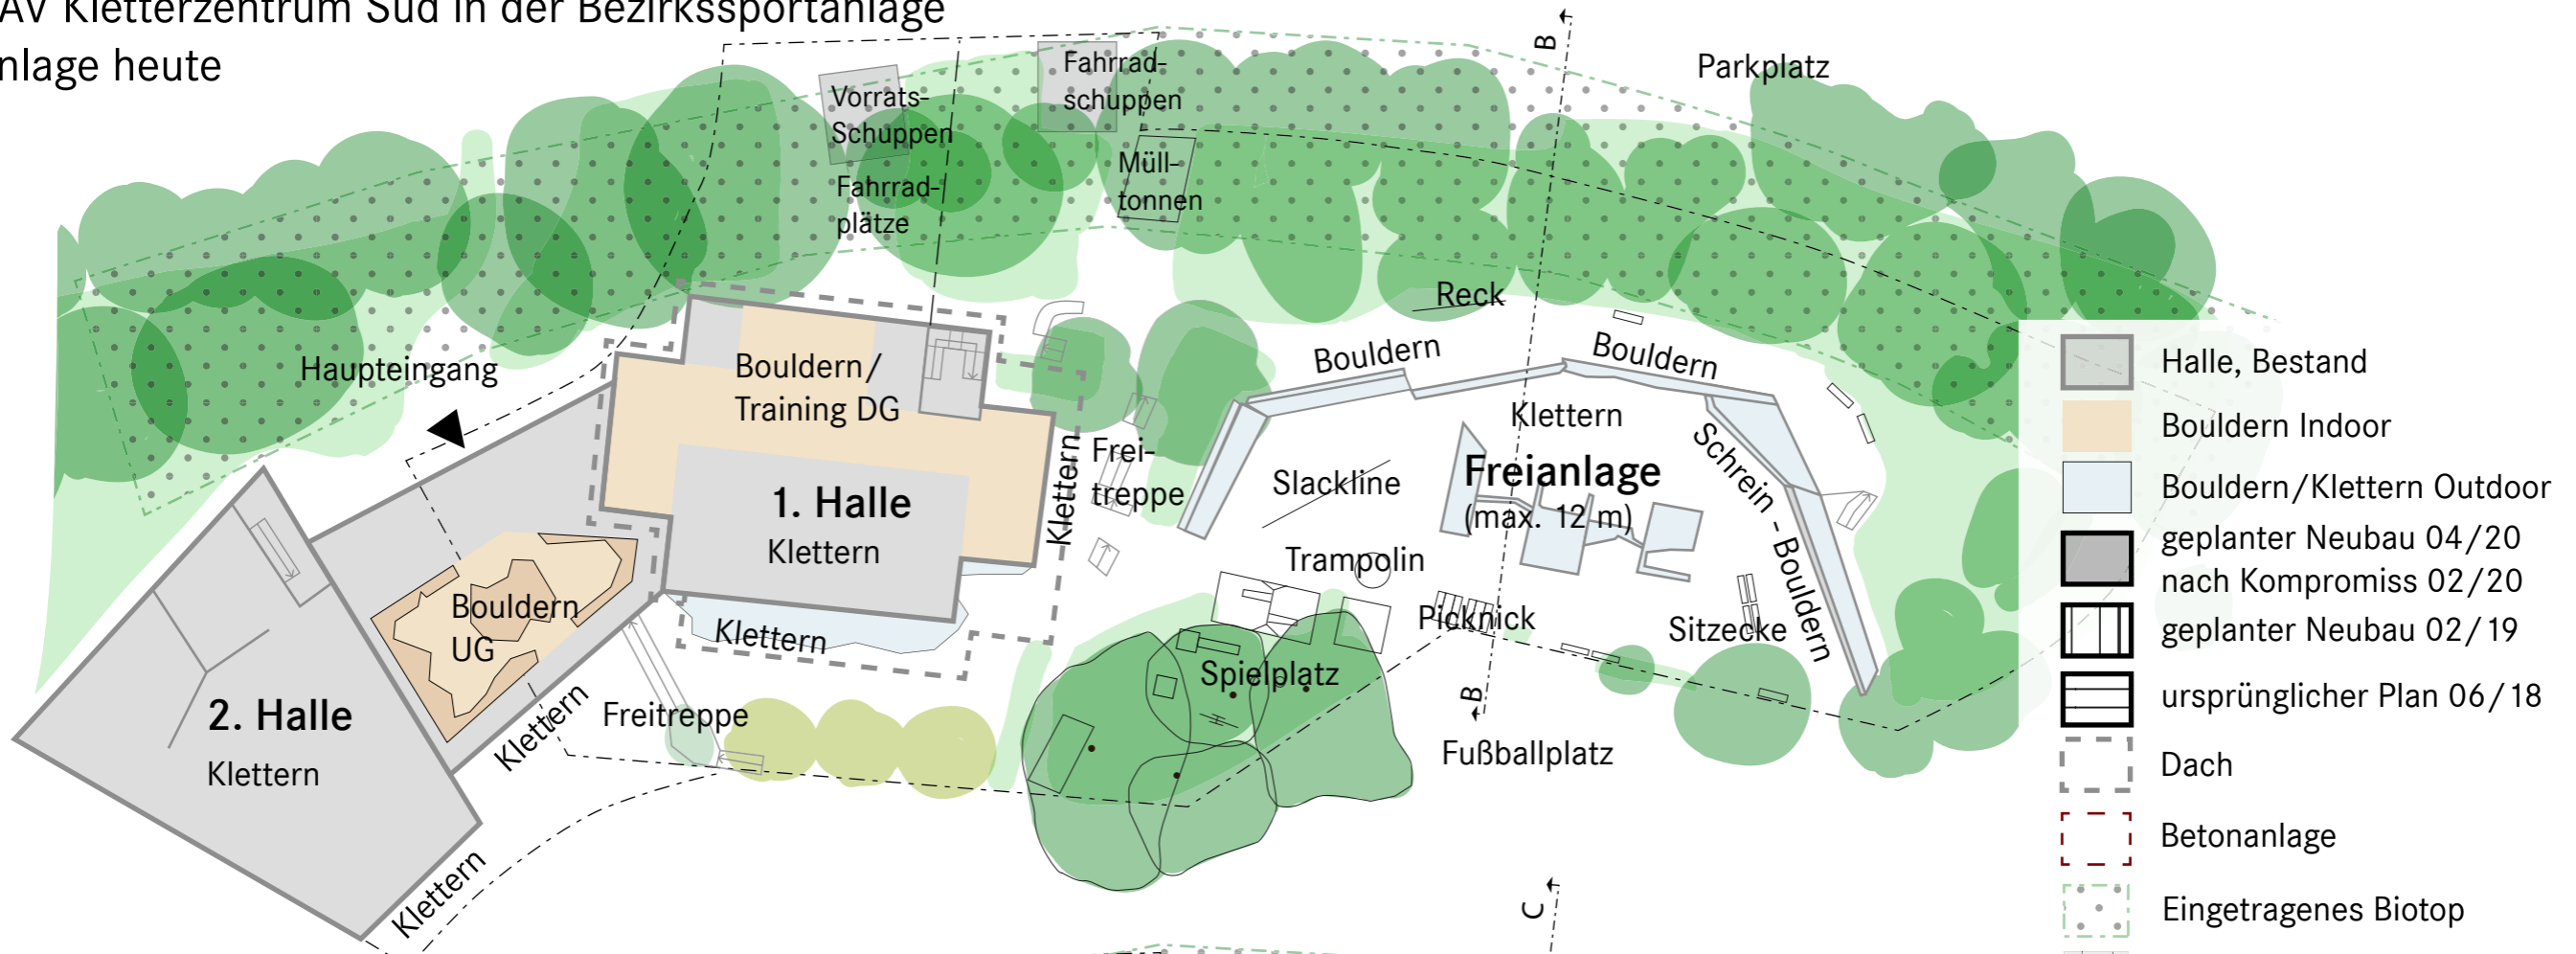 AV Kletterzentrum Süd in der Bezirkssportanlage
nlage heute
Parkplatz
B
Fahrrad-
schuppen
Vorrats-
Schuppen
Müll-
tonnen
Fahrrad-
plätze
Reck
Haupteingang
Bouldern/
Training DG
Bouldern
Bouldern
Klettern
Frei-
treppe
Klettern
Slackline
Freianlage
(max. 12 m)
Schrein - Bouldern
1. Halle
Klettern
Trampolin
Picknick
Sitzecke
Bouldern
UG
Klettern
Spielplatz
2. Halle
Klettern
Klettern
Freitreppe
B
Fußballplatz
Klettern
C
Halle, Bestand
Bouldern Indoor
Bouldern/Klettern Outdoor
geplanter Neubau 04/20
nach Kompromiss 02/20
geplanter Neubau 02/19
ursprünglicher Plan 06/18
Dach
Betonanlage
Eingetragenes Biotop